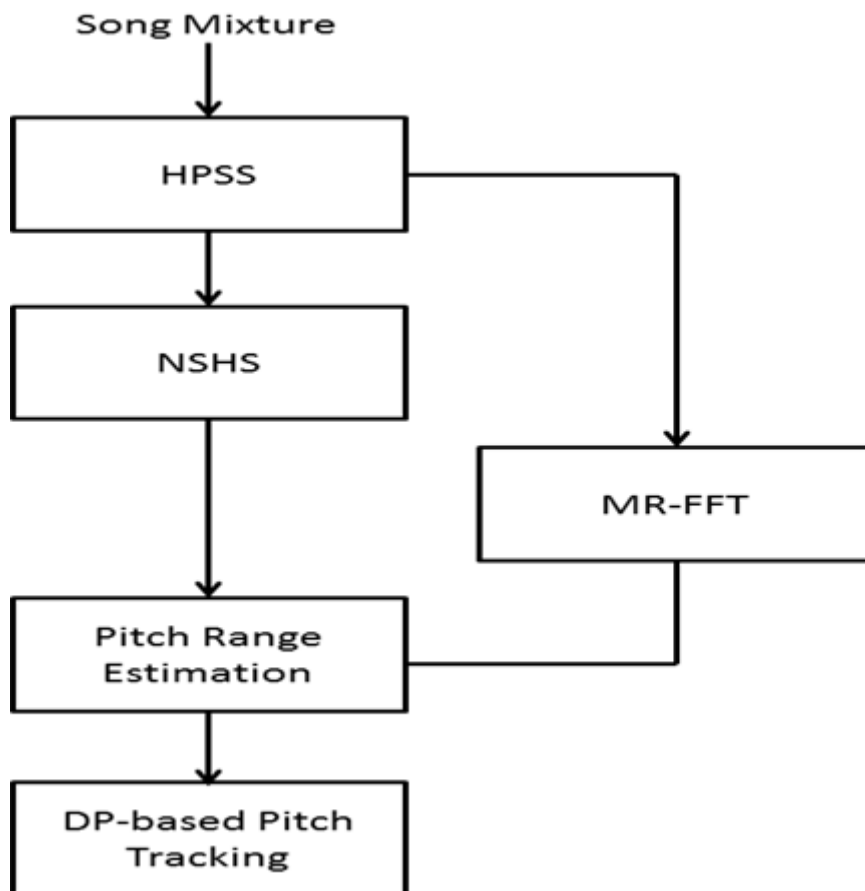 Song Mixture
HPSS
NSHS
MR-FFT
Pitch Range
Estimation
DP-based Pitch
Tracking